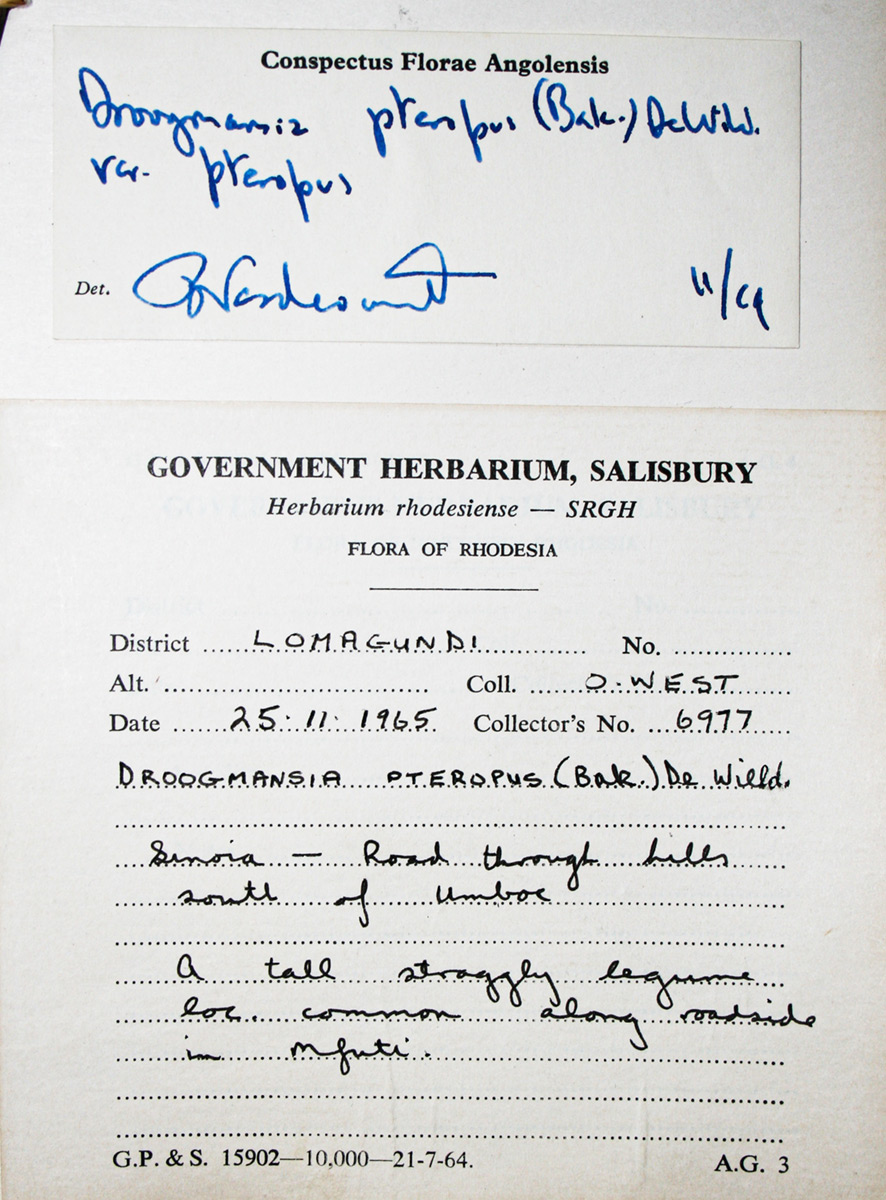 Conspectus Florae Angolensis
Droogmansia pteropus (Bak.) De Wild.
var. pteropus
Det. B Verdcourt 11/69
GOVERNMENT HERBARIUM, SALISBURY
Herbarium rhodesiense — SRGH
FLORA OF RHODESIA
District LOMAGUNDI No.
Alt. Coll. O. WEST
Date 25. 11. 1965 Collector's No. 6977
DROOGMANSIA PTEROPUS (Bak.) De Willd.
Sinoia — Road through hills
south of Umboe
A tall straggly legume
loc. common along roadside
in Mfuti.
G.P. & S. 15902—10,000—21-7-64. A.G. 3